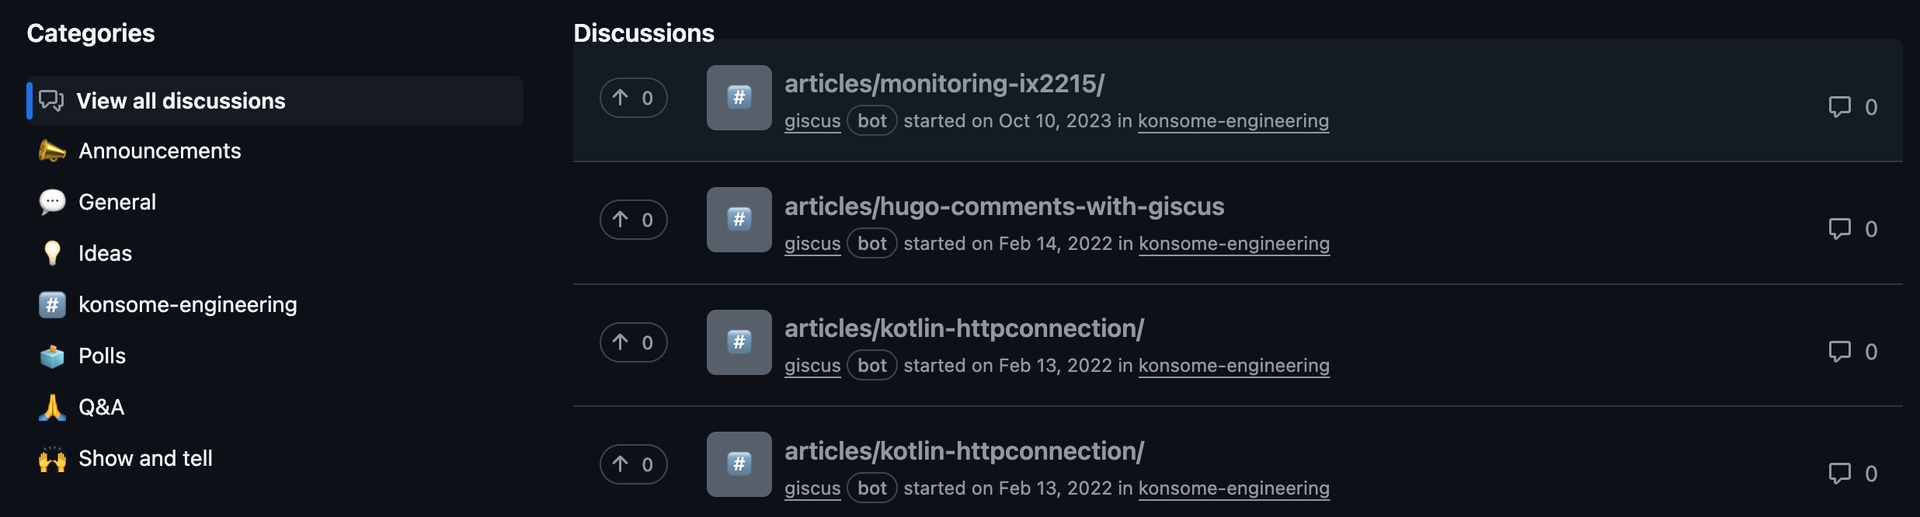 Categories
View all discussions
Announcements
General
Ideas
konsome-engineering
Polls
Q&A
Show and tell
Discussions
↑ 0
#
articles/monitoring-ix2215/
giscus bot started on Oct 10, 2023 in konsome-engineering
0
↑ 0
#
articles/hugo-comments-with-giscus
giscus bot started on Feb 14, 2022 in konsome-engineering
0
↑ 0
#
articles/kotlin-httpconnection/
giscus bot started on Feb 13, 2022 in konsome-engineering
0
↑ 0
#
articles/kotlin-httpconnection/
giscus bot started on Feb 13, 2022 in konsome-engineering
0